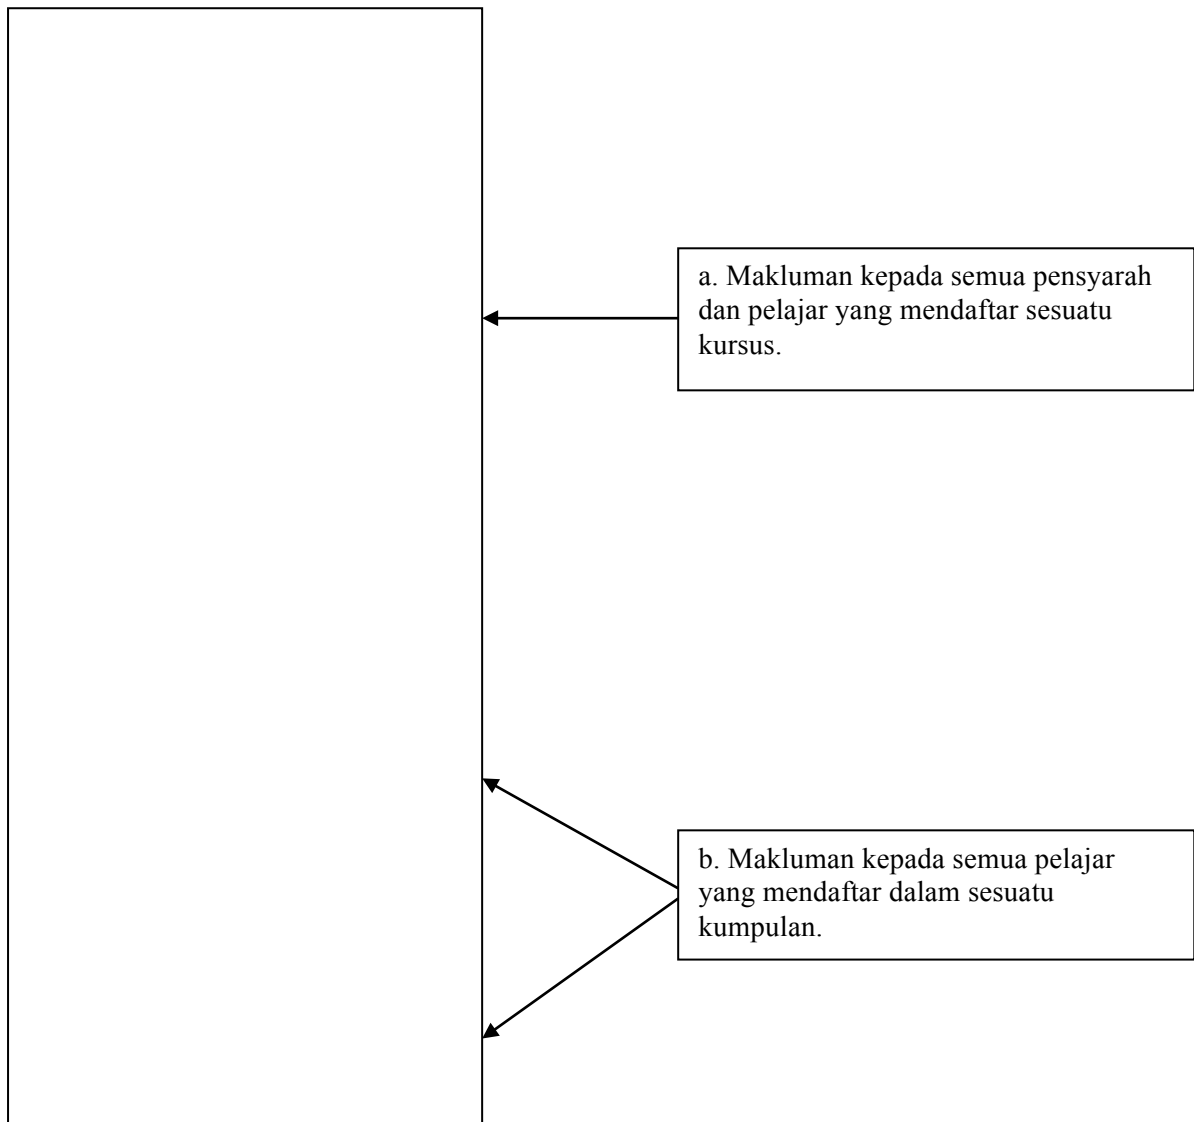 a. Makluman kepada semua pensyarah
dan pelajar yang mendaftar sesuatu
kursus.
b. Makluman kepada semua pelajar
yang mendaftar dalam sesuatu
kumpulan.